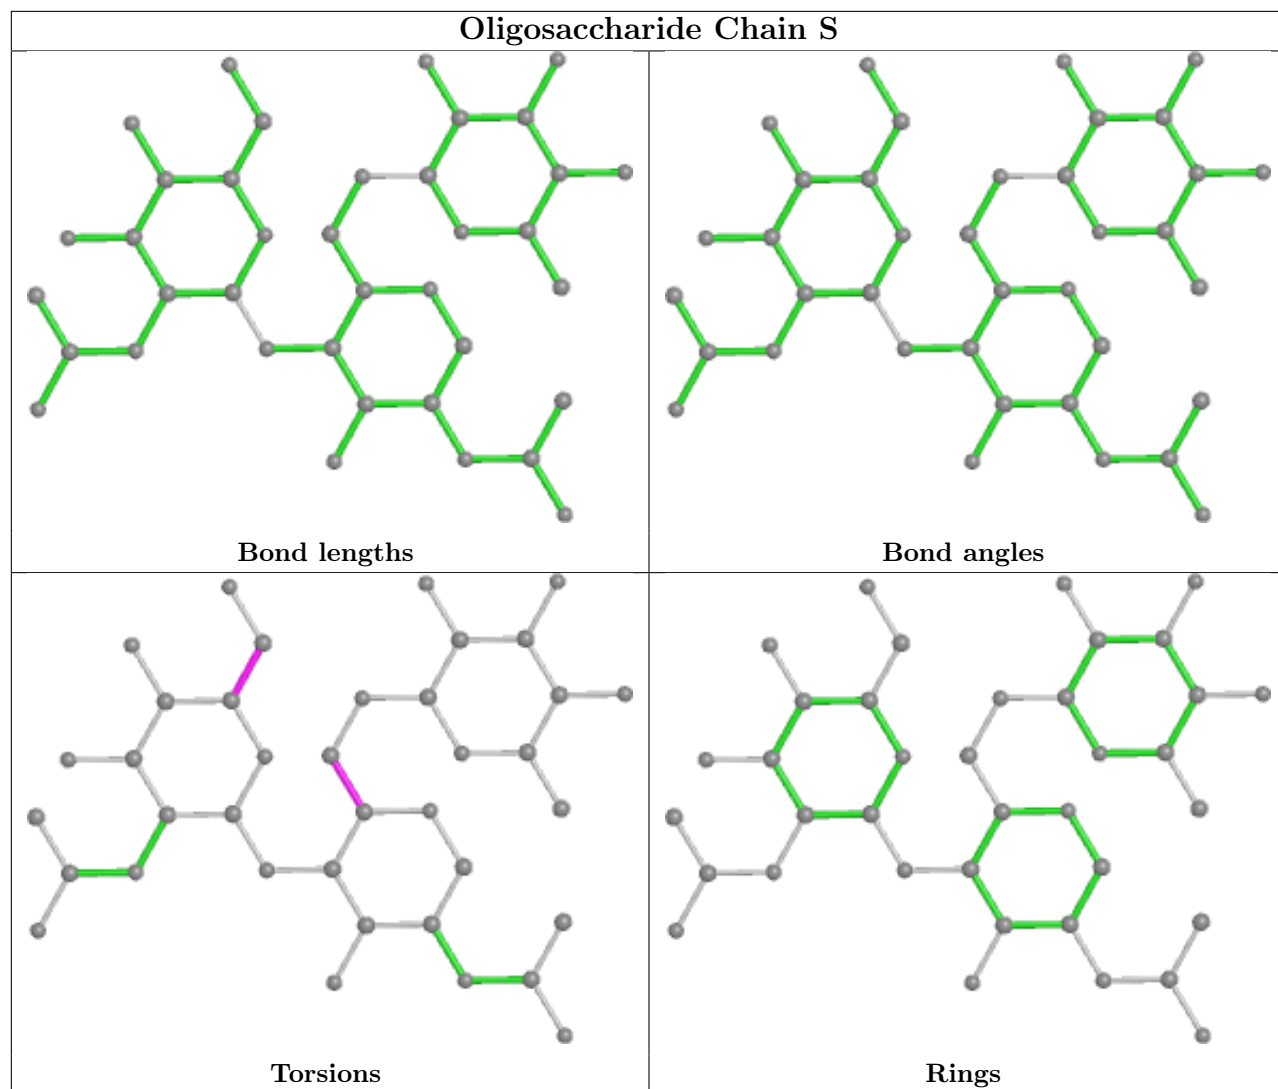 Oligosaccharide Chain S
Bond lengths
Bond angles
Torsions
Rings